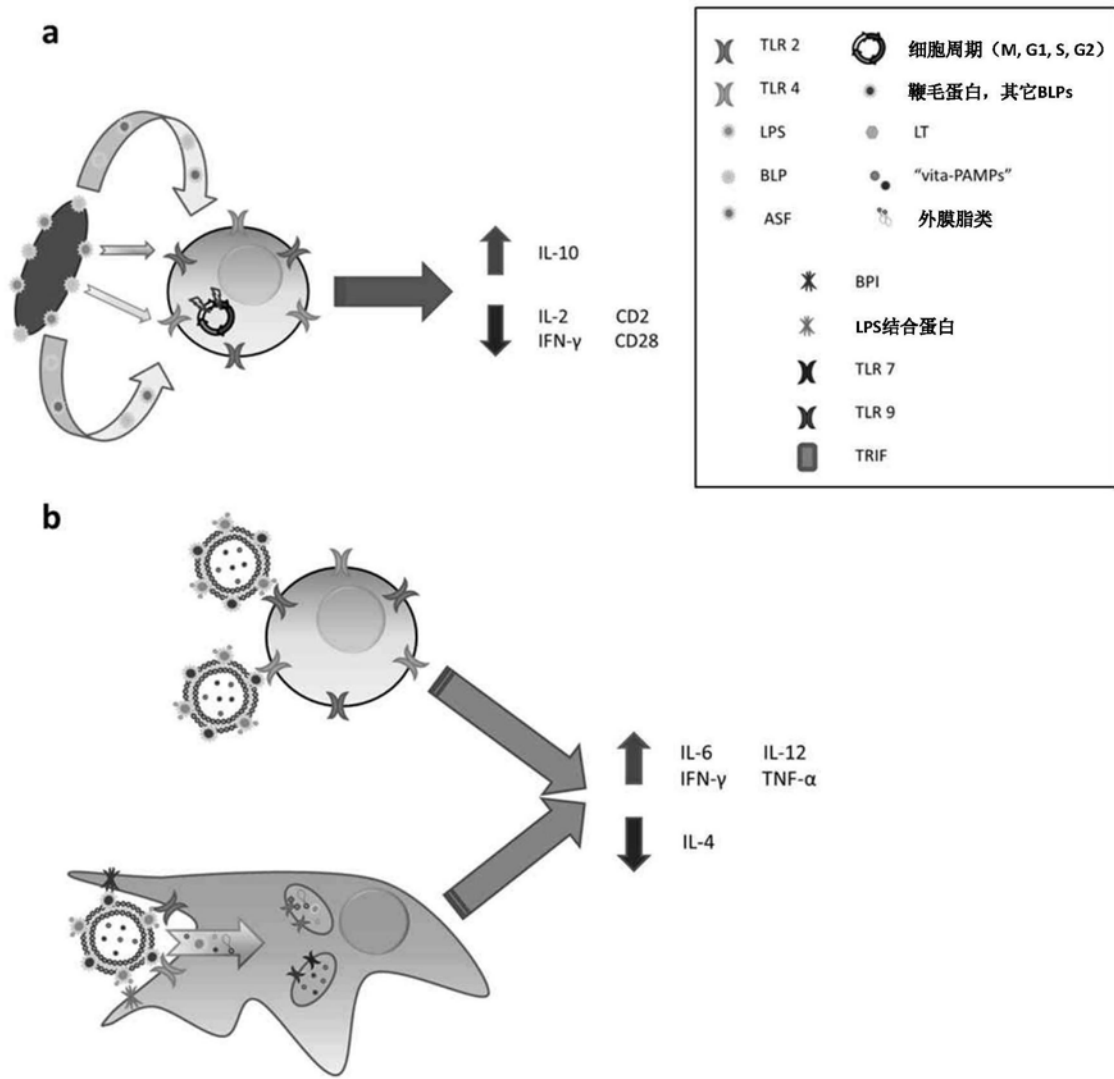 a
TLR 2
细胞周期（M, G1, S, G2）
TLR 4
鞭毛蛋白，其它BLPs
LPS
LT
BLP
“vita-PAMPs”
ASF
外膜脂类
BPI
LPS结合蛋白
TLR 7
TLR 9
TRIF
IL-10
IL-2 CD2
IFN-γ CD28
b
IL-6 IL-12
IFN-γ TNF-α
IL-4